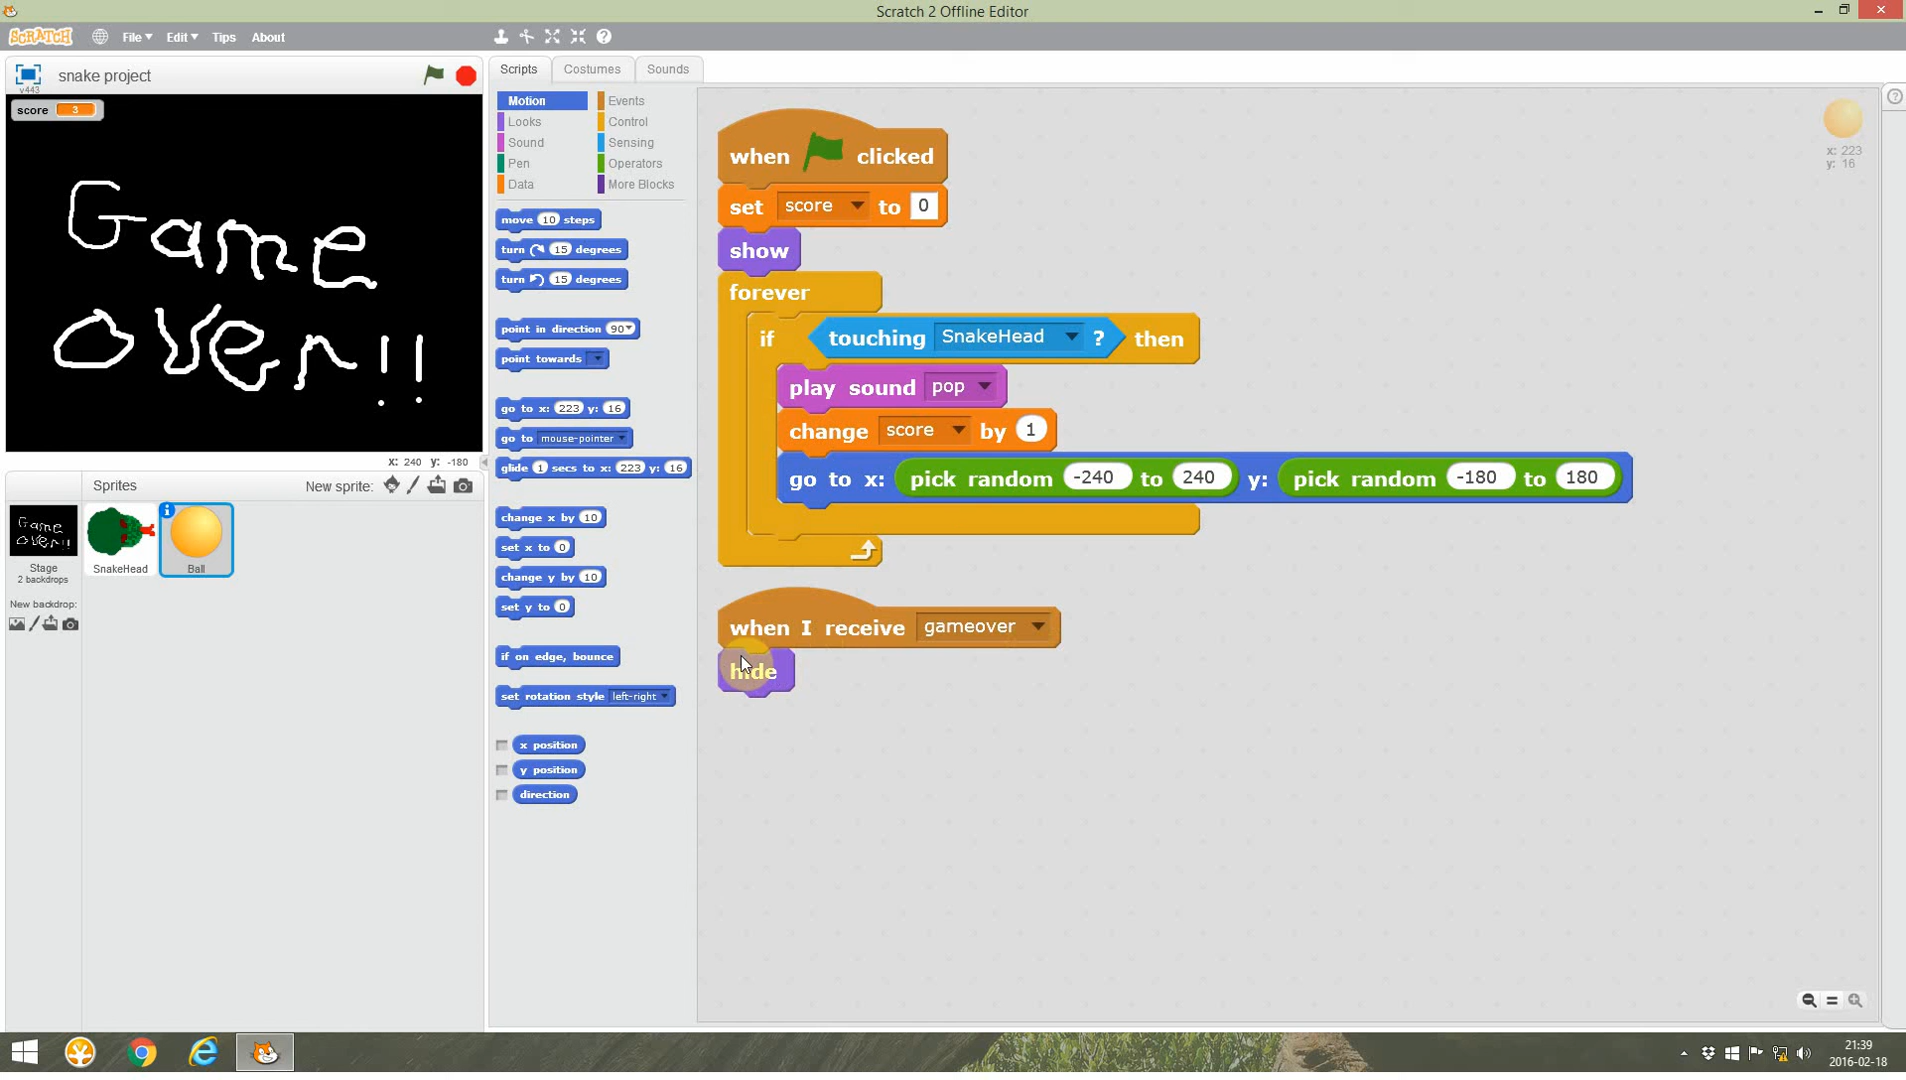 Scratch 2 Offline Editor
SCRATCH File Edit Tips About
v443
snake project
score 3
Game
over!!
x: 240 y: -180
Sprites New sprite:
Game
over!!
Stage
2 backdrops
New backdrop:
SnakeHead
Ball
Scripts Costumes Sounds
Motion Events
Looks Control
Sound Sensing
Pen Operators
Data More Blocks
move 10 steps
turn 15 degrees
turn 15 degrees
point in direction 90
point towards
go to x: 223 y: 16
go to mouse-pointer
glide 1 secs to x: 223 y: 16
change x by 10
set x to 0
change y by 10
set y to 0
if on edge, bounce
set rotation style left-right
x position
y position
direction
when clicked
set score to 0
show
forever
if touching SnakeHead ? then
play sound pop
change score by 1
go to x: pick random -240 to 240 y: pick random -180 to 180
when I receive gameover
hide
x: 223
y: 16
21:39
2016-02-18